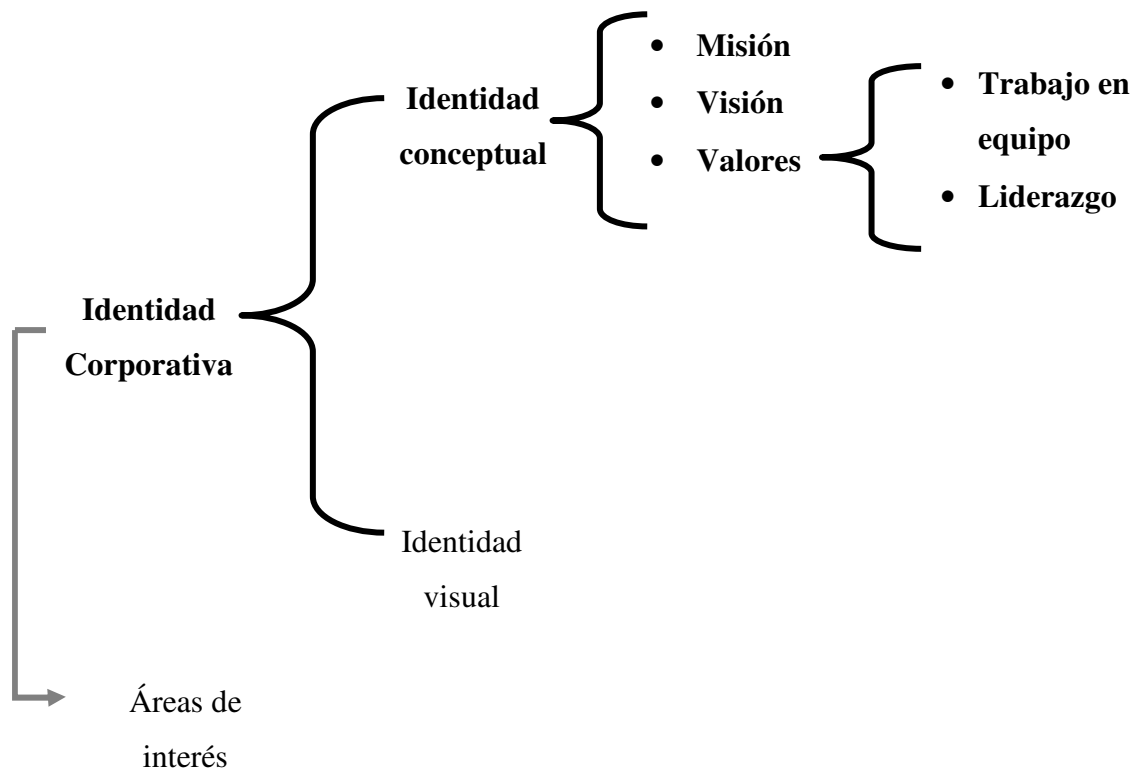 Identidad
conceptual
• Misión
• Visión
• Valores
• Trabajo en
equipo
• Liderazgo
Identidad
Corporativa
Identidad
visual
Áreas de
interés